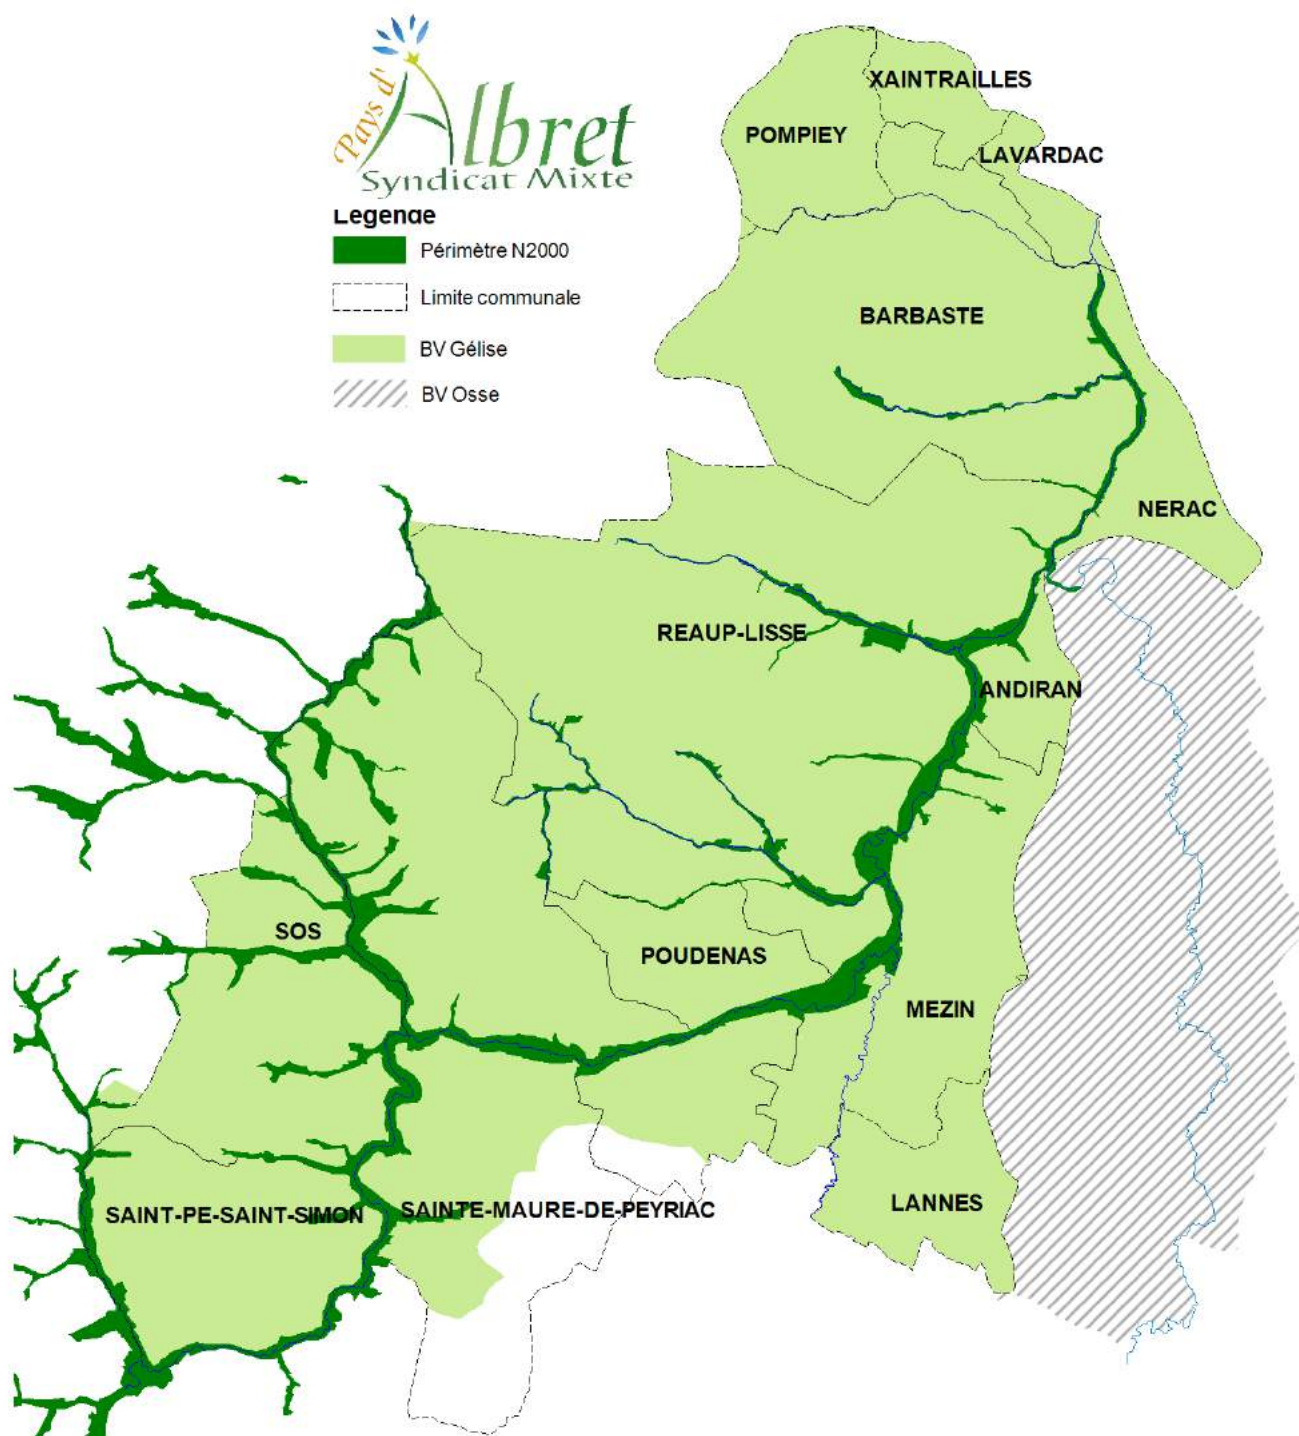 Pays d'
Albret
Syndicat Mixte
Légende
Périmètre N2000
Limite communale
BV Gélise
BV Osse
XAINTRAILLES
POMPIEY
LAVARDAC
BARBASTE
NERAC
REAUP-LISSE
ANDIRAN
SOS
POUDENAS
MEZIN
LANNES
SAINT-PE-SAINT-SIMON
SAINTE-MAURE-DE-PEYRIAC